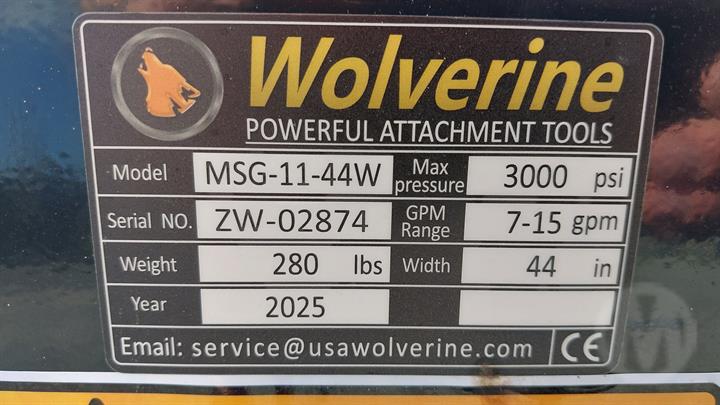 Wolverine
POWERFUL ATTACHMENT TOOLS
Model MSG-11-44W Max pressure 3000 psi
Serial NO. ZW-02874 GPM Range 7-15 gpm
Weight 280 lbs Width 44 in
Year 2025
Email: service@usawolverine.com CE